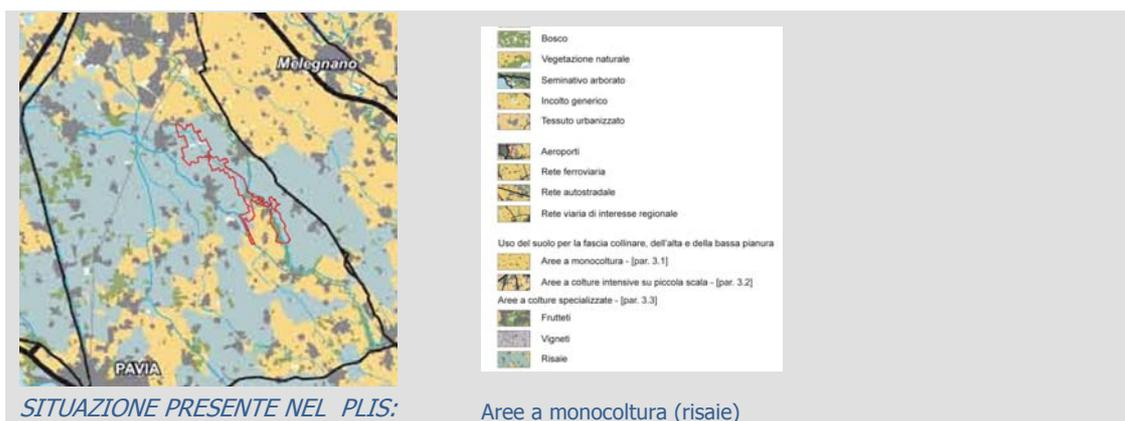 Melegnano
PAVIA
Bosco
Vegetazione naturale
Seminativo arborato
Incolto generico
Tessuto urbanizzato
Aeroporti
Rete ferroviaria
Rete autostradale
Rete viaria di interesse regionale
Uso del suolo per la fascia collinare, dell'alta e della bassa pianura
Aree a monocoltura - [par. 3.1]
Aree a colture intensive su piccola scala - [par. 3.2]
Aree a colture specializzate - [par. 3.3]
Frutteti
Vigneti
Risaie
SITUAZIONE PRESENTE NEL PLIS:
Aree a monocoltura (risaie)